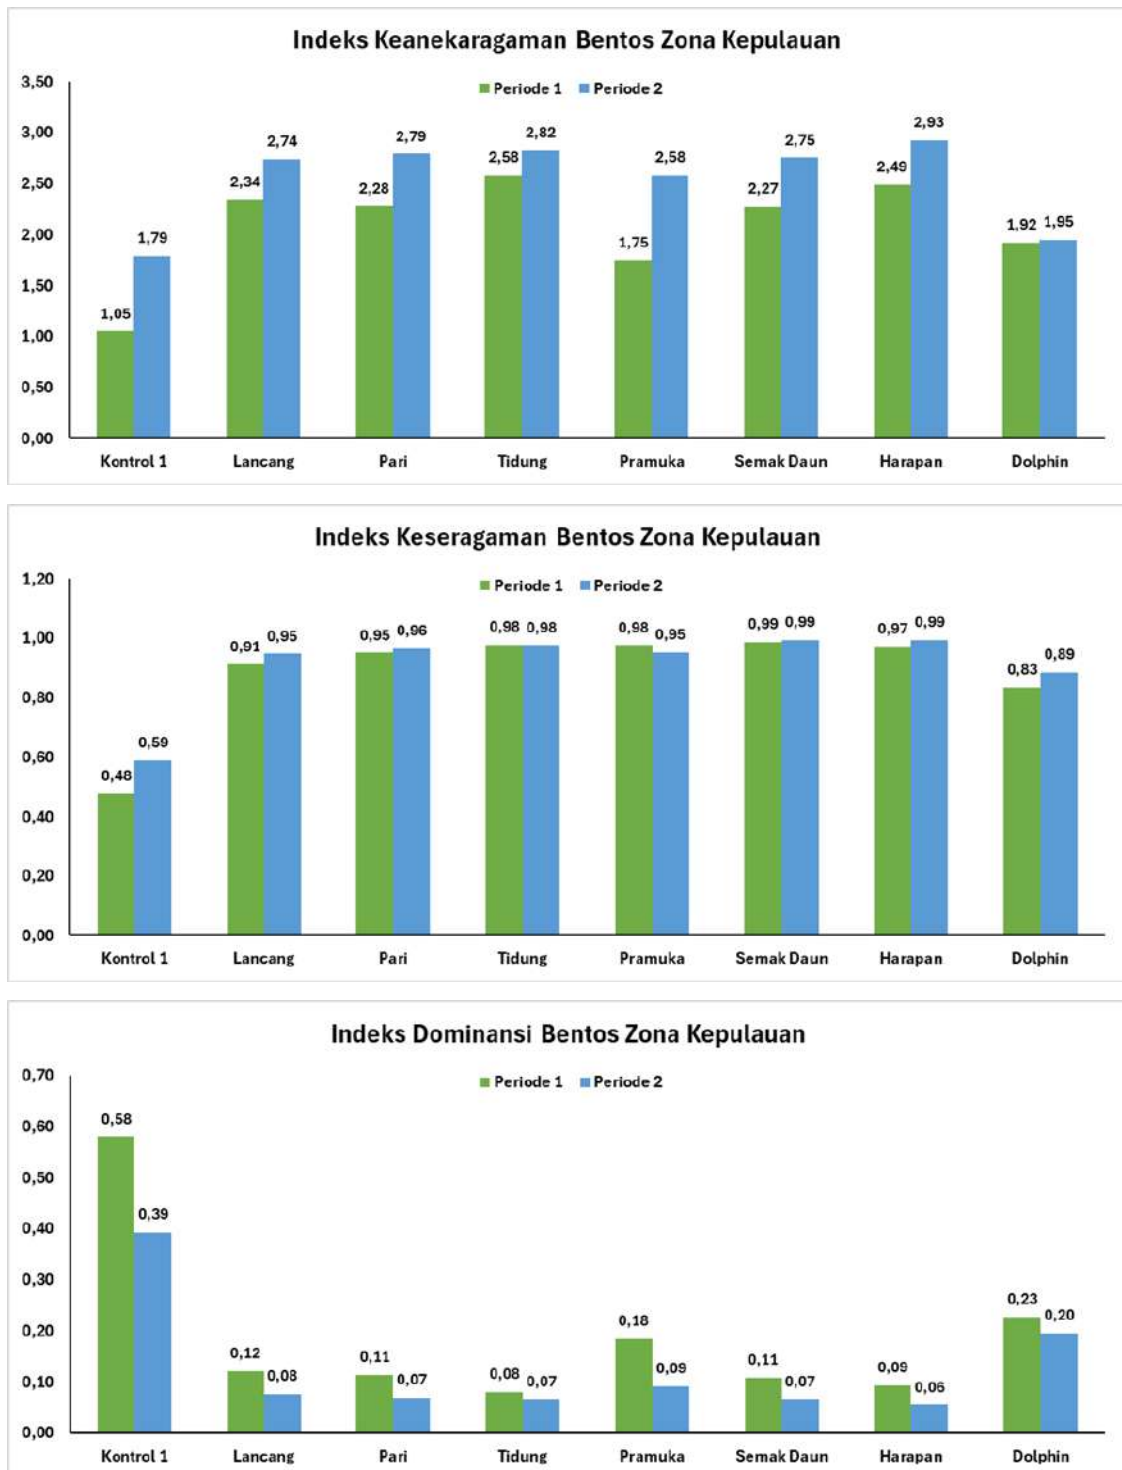 Indeks Keanekaragaman Bentos Zona Kepulauan
Periode 1 Periode 2
3,50
3,00
2,50
2,00
1,50
1,00
0,50
0,00
1,05 1,79 2,34 2,74 2,28 2,79 2,58 2,82 1,75 2,58 2,27 2,75 2,49 2,93 1,92 1,95
Kontrol 1 Lancang Pari Tidung Pramuka Semak Daun Harapan Dolphin
Indeks Keseragaman Bentos Zona Kepulauan
Periode 1 Periode 2
1,20
1,00
0,80
0,60
0,40
0,20
0,00
0,48 0,59 0,91 0,95 0,95 0,96 0,98 0,98 0,98 0,95 0,99 0,99 0,97 0,99 0,83 0,89
Kontrol 1 Lancang Pari Tidung Pramuka Semak Daun Harapan Dolphin
Indeks Dominansi Bentos Zona Kepulauan
Periode 1 Periode 2
0,70
0,60
0,50
0,40
0,30
0,20
0,10
0,00
0,58 0,39 0,12 0,08 0,11 0,07 0,08 0,07 0,18 0,09 0,11 0,07 0,09 0,06 0,23 0,20
Kontrol 1 Lancang Pari Tidung Pramuka Semak Daun Harapan Dolphin